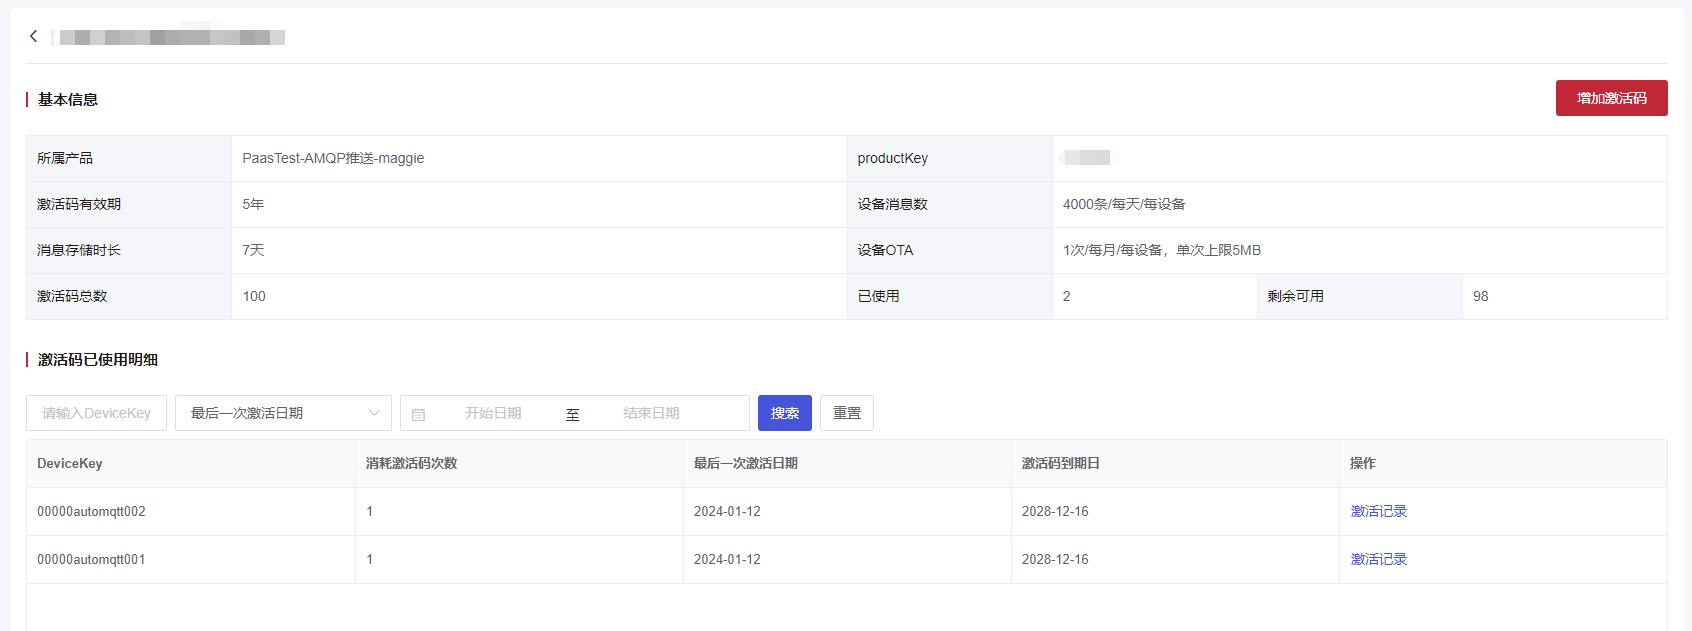 基本信息
增加激活码
所属产品 PaasTest-AMQP推送-maggie productKey
激活码有效期 5年 设备消息数 4000条/每天/每设备
消息存储时长 7天 设备OTA 1次/每月/每设备，单次上限5MB
激活码总数 100 已使用 2 剩余可用 98
激活码已使用明细
请输入DeviceKey 最后一次激活日期 开始日期 至 结束日期 搜索 重置
DeviceKey 消耗激活码次数 最后一次激活日期 激活码到期日 操作
00000automqtt002 1 2024-01-12 2028-12-16 激活记录
00000automqtt001 1 2024-01-12 2028-12-16 激活记录